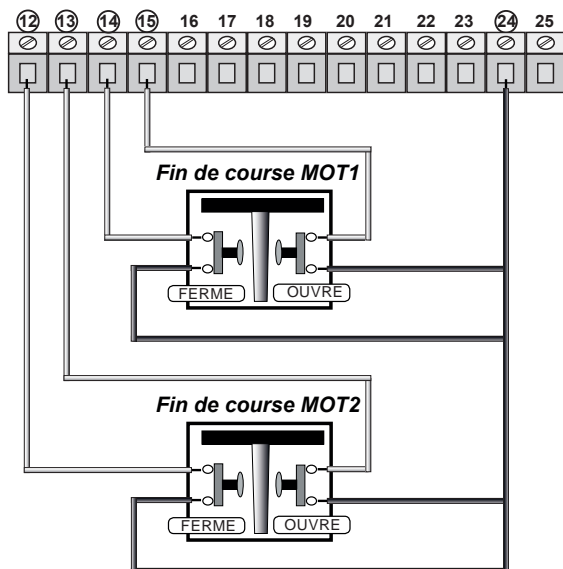 12 13 14 15 16 17 18 19 20 21 22 23 24 25
Fin de course MOT1
FERME OUVRE
Fin de course MOT2
FERME OUVRE